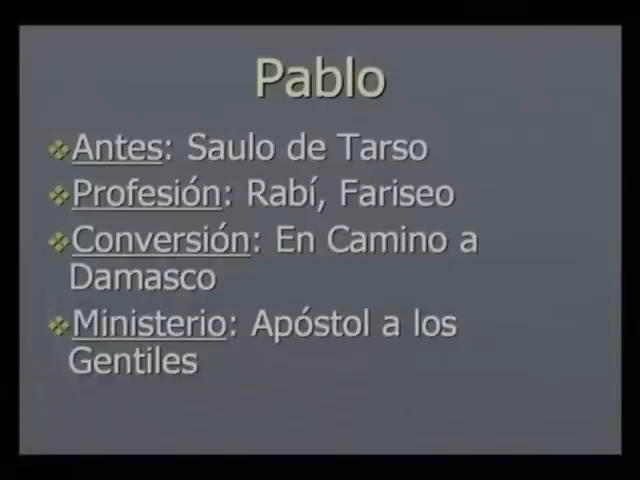 Pablo
Antes: Saulo de Tarso
Profesión: Rabí, Fariseo
Conversión: En Camino a
Damasco
Ministerio: Apóstol a los
Gentiles